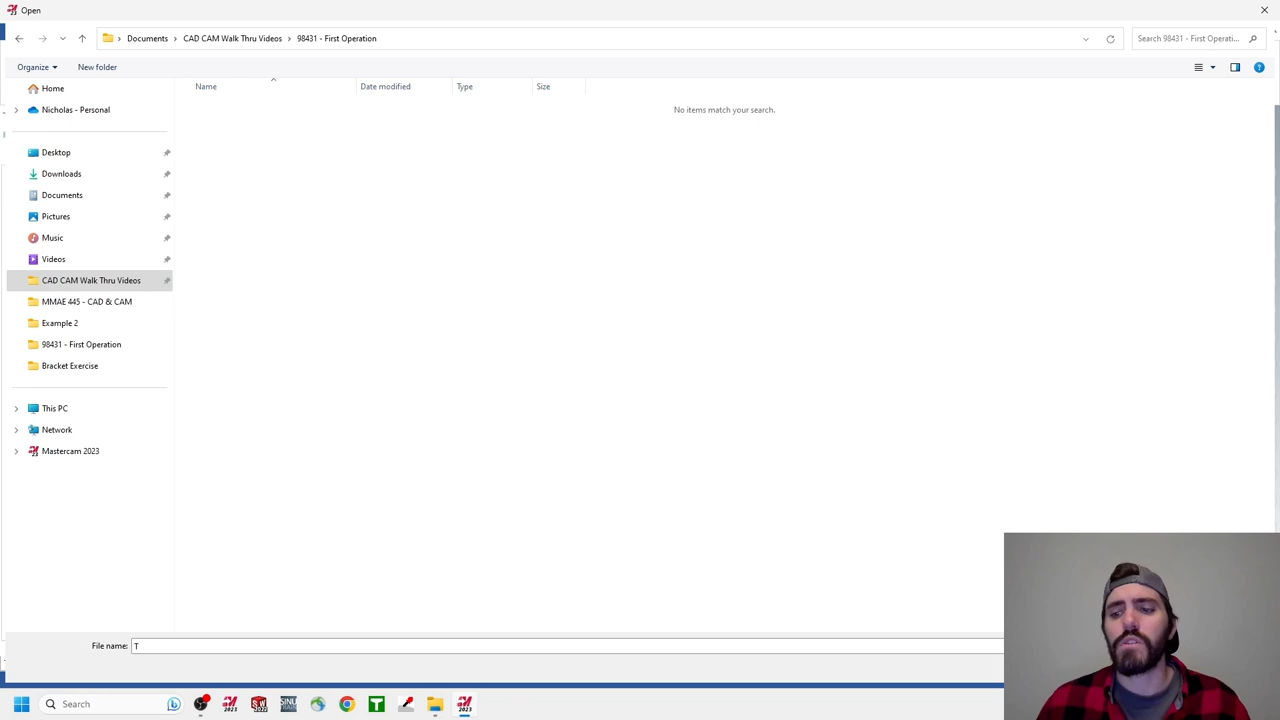 Open
Documents > CAD CAM Walk Thru Videos > 98431 - First Operation
Search 98431 - First Operati...
Organize
New folder
Name
Date modified
Type
Size
No items match your search.
Home
Nicholas - Personal
Desktop
Downloads
Documents
Pictures
Music
Videos
CAD CAM Walk Thru Videos
MMAE 445 - CAD & CAM
Example 2
98431 - First Operation
Bracket Exercise
This PC
Network
Mastercam 2023
File name: T
Search